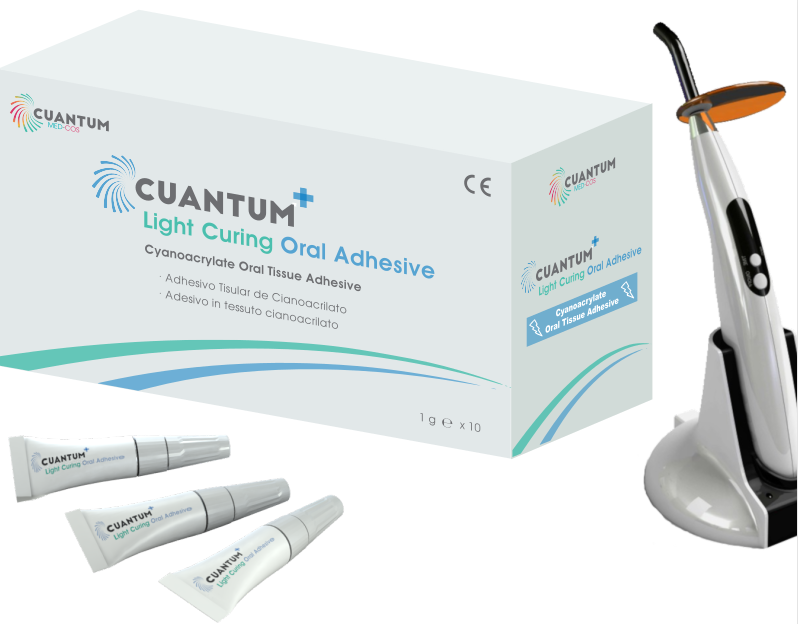 CUANTUM
MED-COS
CUANTUM+
Light Curing Oral Adhesive
Cyanoacrylate Oral Tissue Adhesive
· Adhesivo Tisular de Cianoacrilato
· Adesivo in tessuto cianoacrilato
CE
1 g ℮ x 10
CUANTUM
MED-COS
CUANTUM+
Light Curing Oral Adhesive
Cyanoacrylate
Oral Tissue Adhesive
CUANTUM+
Light Curing Oral Adhesive
CUANTUM+
Light Curing Oral Adhesive
CUANTUM+
Light Curing Oral Adhesive